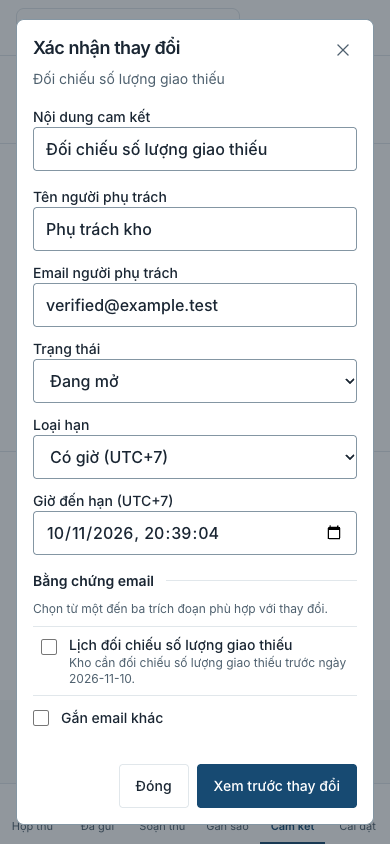 Xác nhận thay đổi
Đối chiếu số lượng giao thiếu
Nội dung cam kết
Đối chiếu số lượng giao thiếu
Tên người phụ trách
Phụ trách kho
Email người phụ trách
verified@example.test
Trạng thái
Đang mở
Loại hạn
Có giờ (UTC+7)
Giờ đến hạn (UTC+7)
10/11/2026, 20:39:04
Bằng chứng email
Chọn từ một đến ba trích đoạn phù hợp với thay đổi.
Lịch đối chiếu số lượng giao thiếu
Kho cần đối chiếu số lượng giao thiếu trước ngày
2026-11-10.
Gắn email khác
Đóng
Xem trước thay đổi
Hộp thư Đã gửi Soạn thư Gắn sao Cam kết Cài đặt